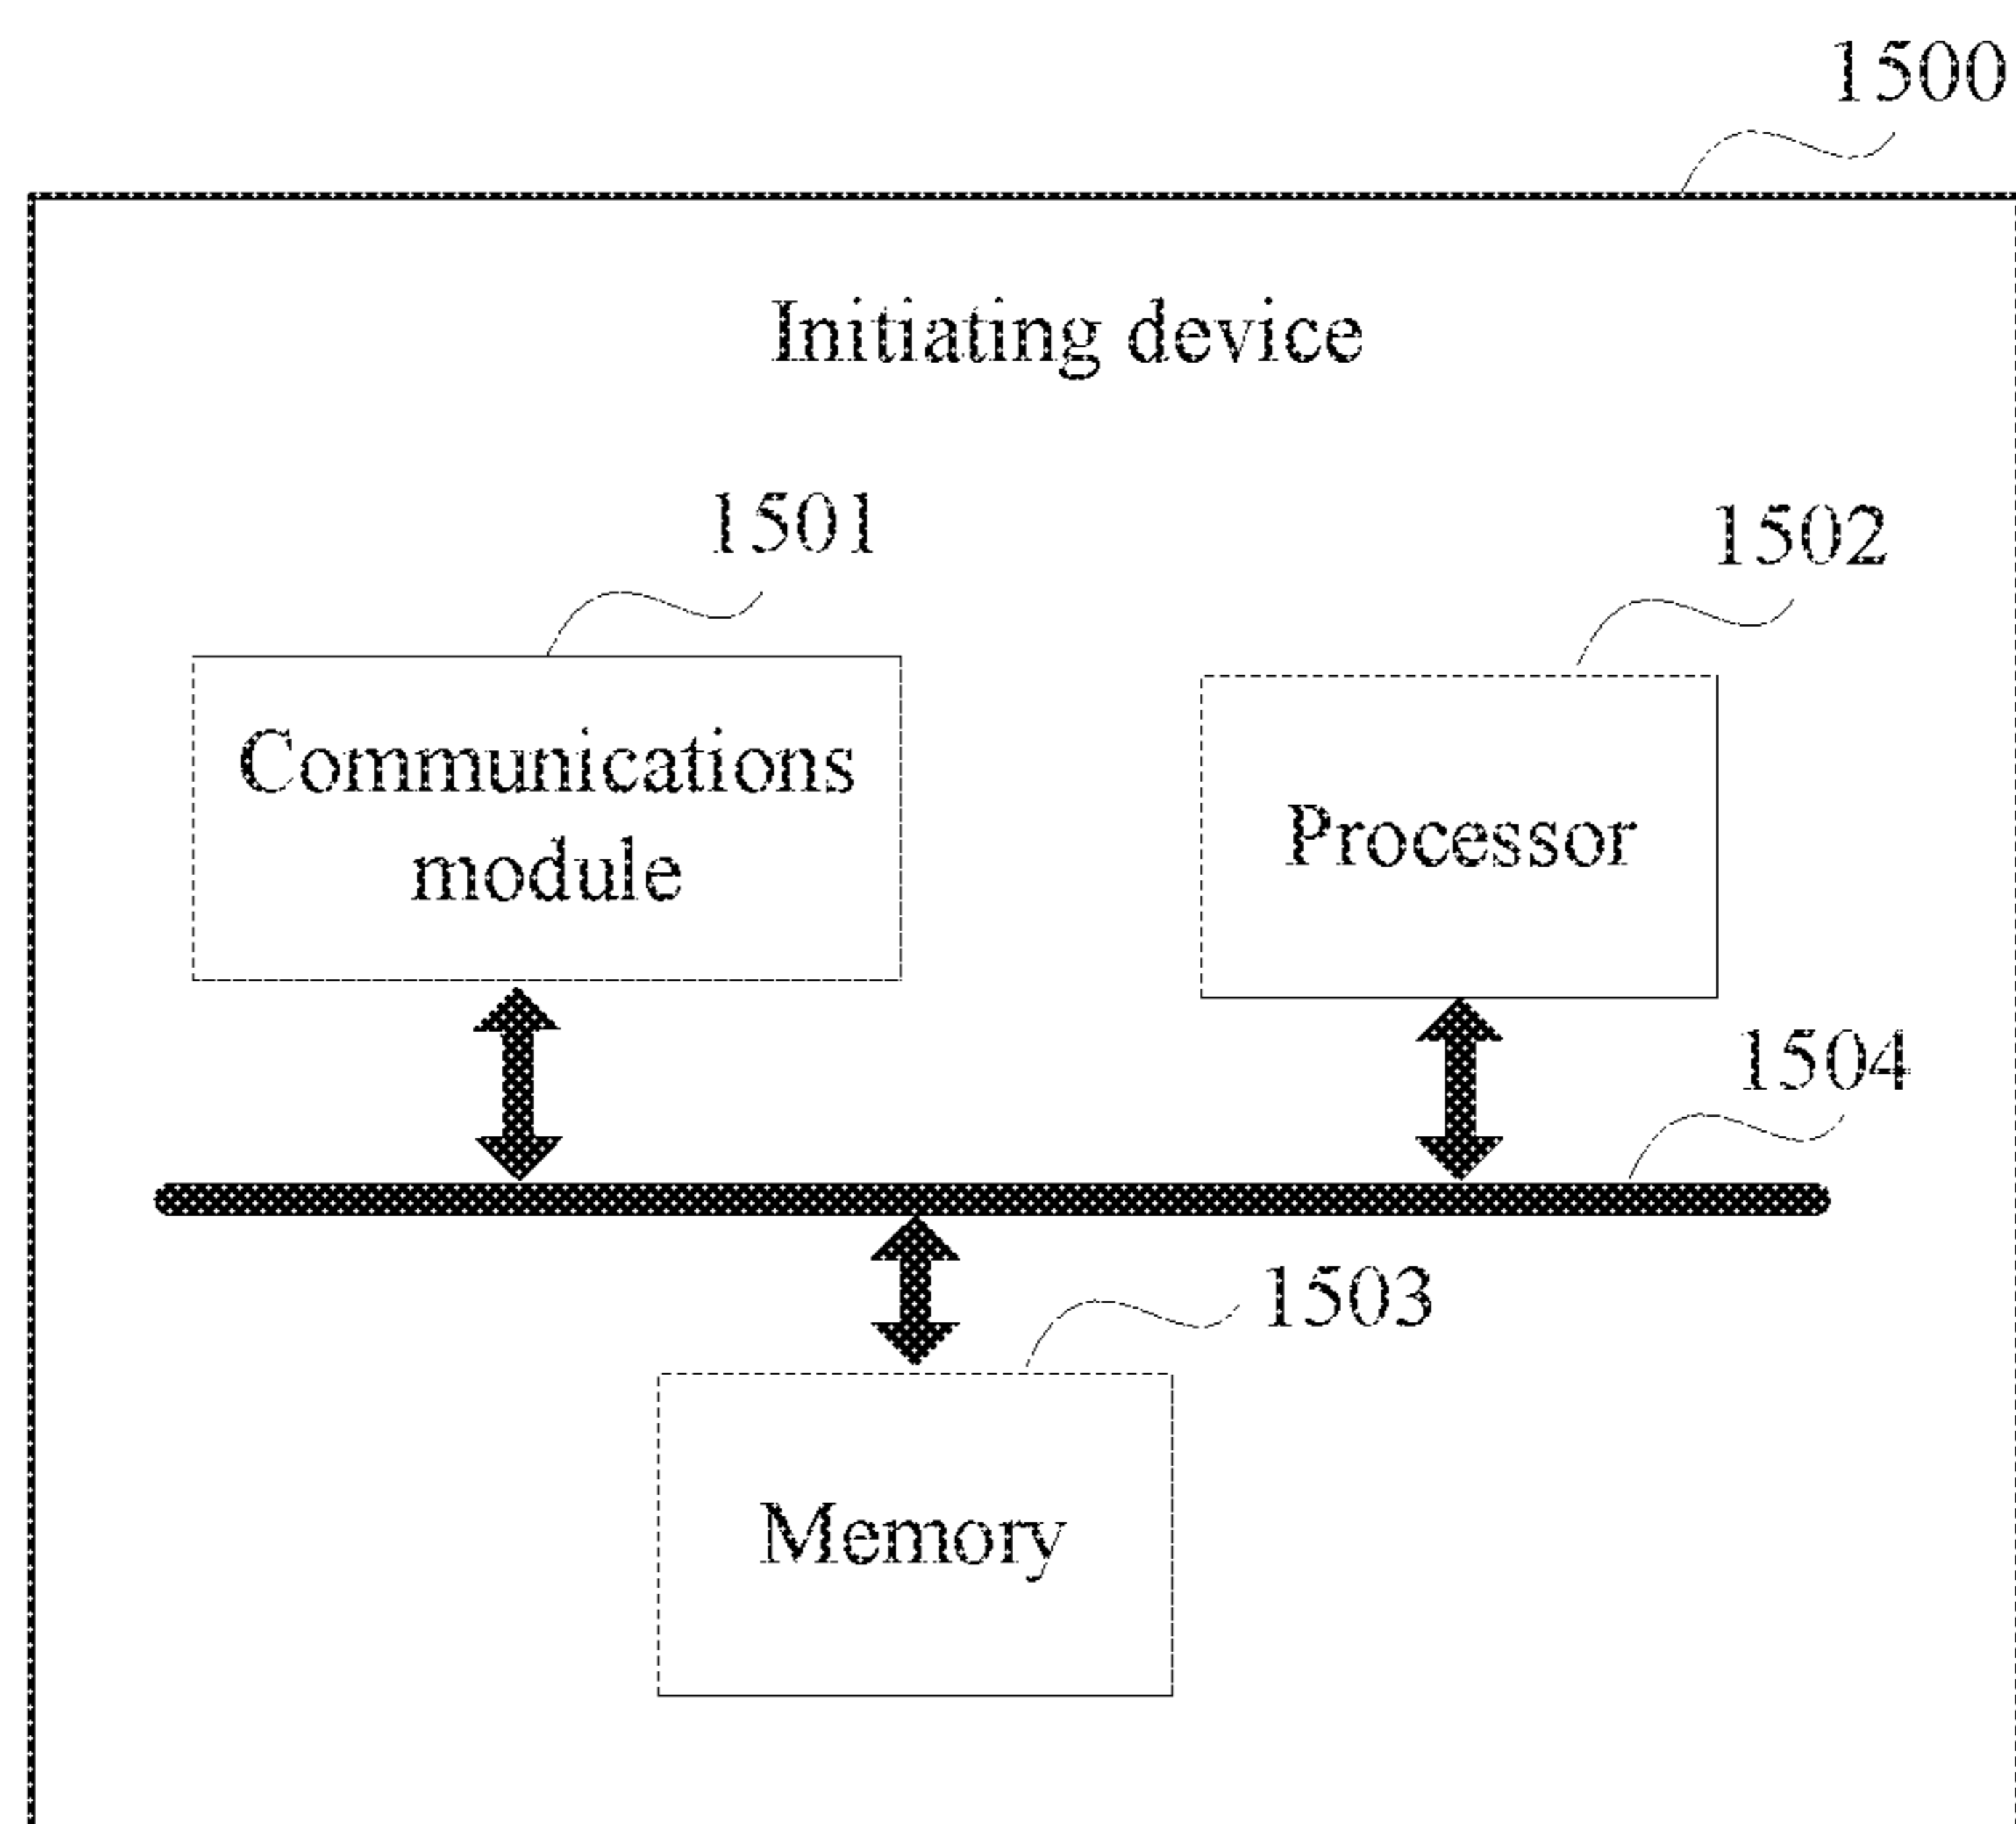 1500
Initiating device
1501
1502
Communications
module
Processor
1504
1503
Memory